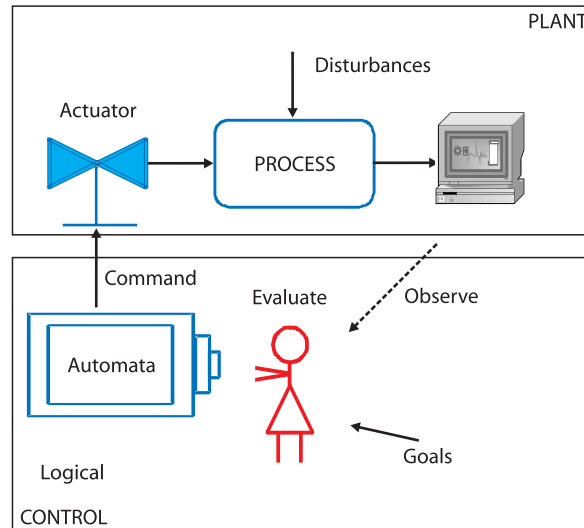 PLANT
Disturbances
Actuator
PROCESS
Command
Evaluate
Observe
Automata
Goals
Logical
CONTROL